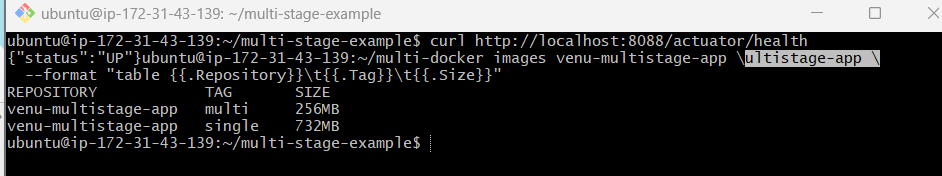 ubuntu@ip-172-31-43-139: ~/multi-stage-example
ubuntu@ip-172-31-43-139:~/multi-stage-example$ curl http://localhost:8088/actuator/health
{"status":"UP"}ubuntu@ip-172-31-43-139:~/multi-docker images venu-multistage-app \ultistage-app \
  --format "table {{.Repository}}\t{{.Tag}}\t{{.Size}}"
REPOSITORY            TAG       SIZE
venu-multistage-app   multi     256MB
venu-multistage-app   single    732MB
ubuntu@ip-172-31-43-139:~/multi-stage-example$